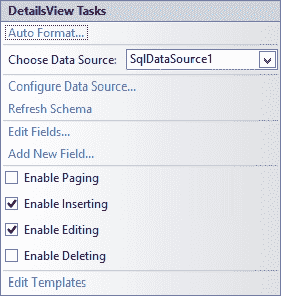 DetailsView Tasks
Auto Format...
Choose Data Source: SqlDataSource1
Configure Data Source...
Refresh Schema
Edit Fields...
Add New Field...
Enable Paging
Enable Inserting
Enable Editing
Enable Deleting
Edit Templates